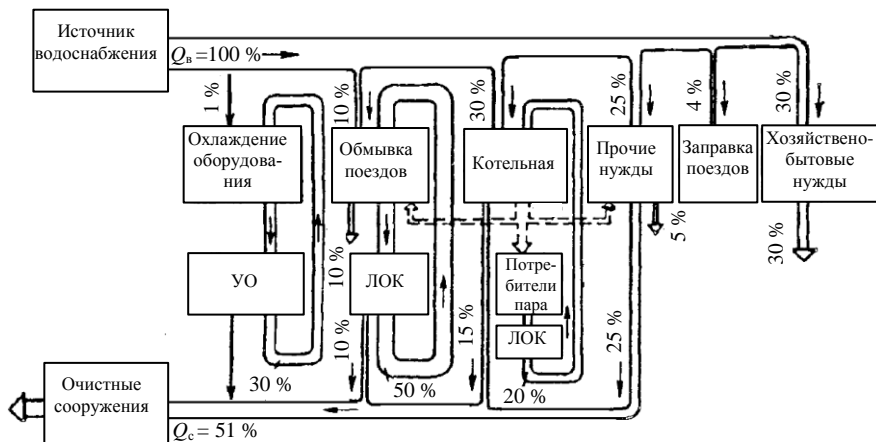 Источник
водоснабжения
Qв =100 %
1 %
10 %
30 %
25 %
4 %
30 %
Охлаждение
оборудова-
ния
Обмывка
поездов
Котельная
Прочие
нужды
Заправка
поездов
Хозяйствено-
бытовые
нужды
5 %
30 %
10 %
УО
ЛОК
Потре-
бители
пара
ЛОК
10 %
15 %
25 %
30 %
50 %
20 %
Очистные
сооружения
Qс = 51 %